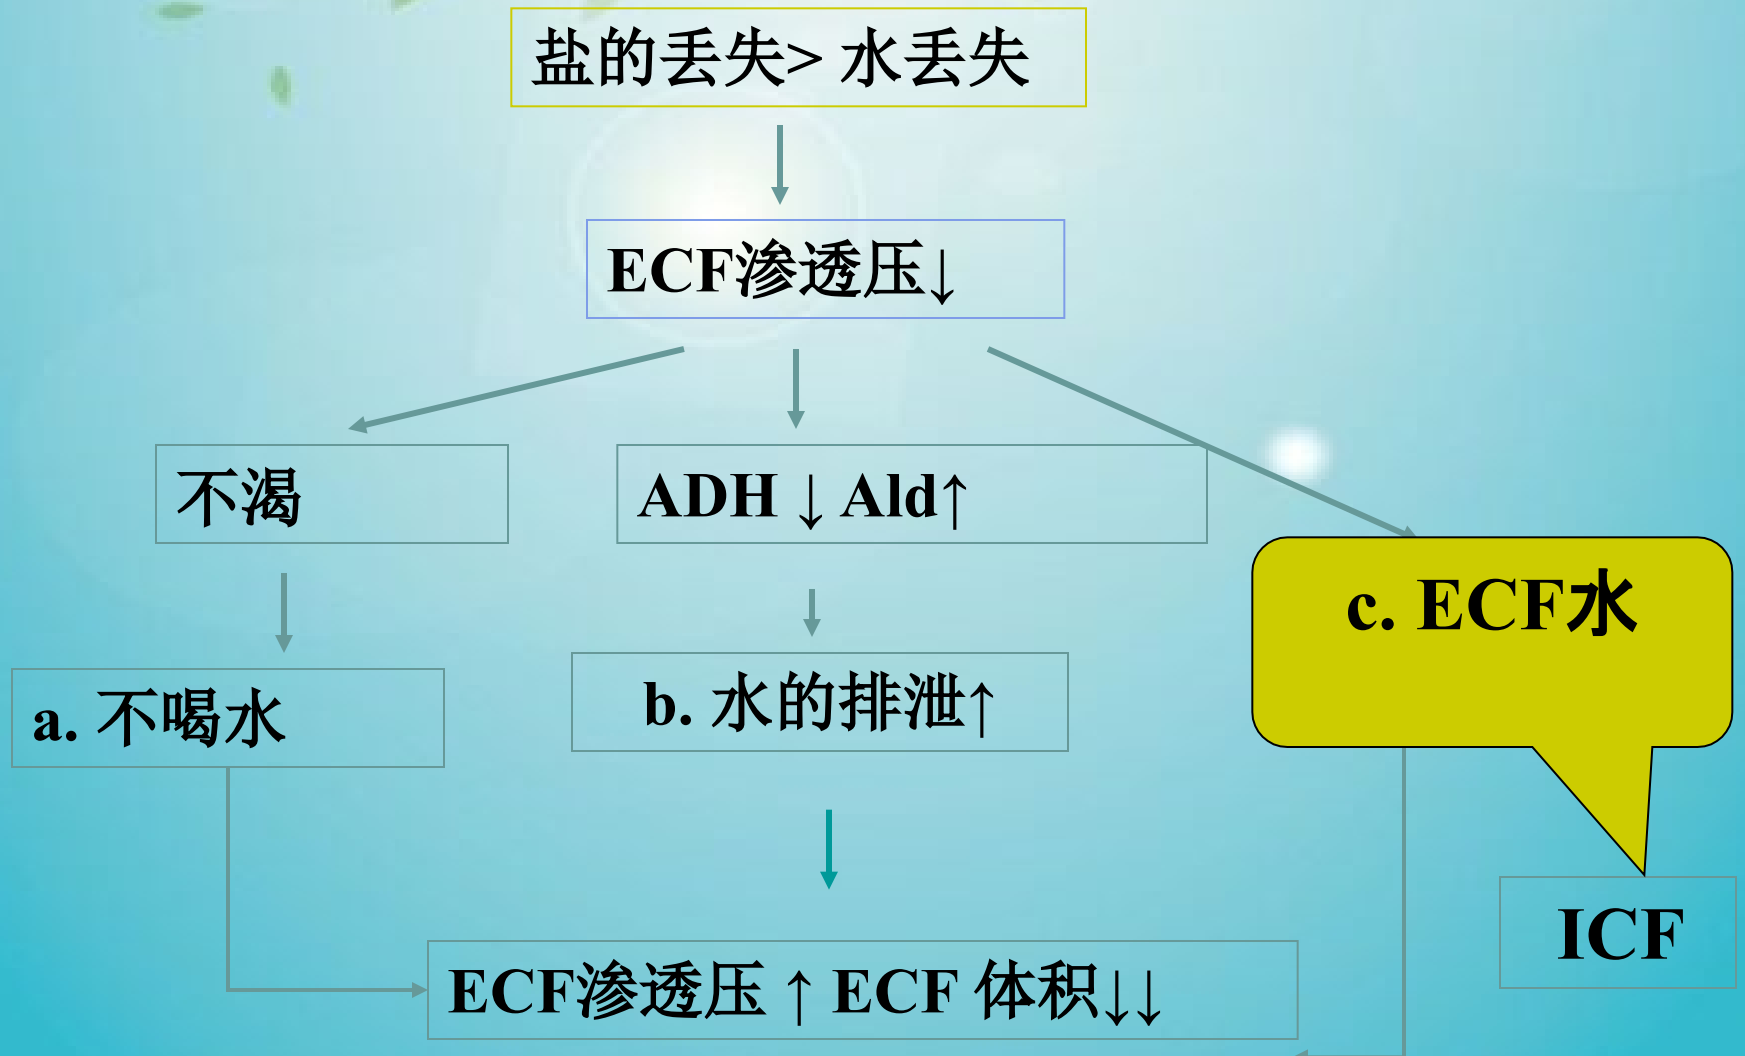 盐的丢失> 水丢失
ECF渗透压↓
不渴
ADH ↓ Ald↑
a. 不喝水
b. 水的排泄↑
c. ECF水
ICF
ECF渗透压 ↑ ECF 体积↓↓